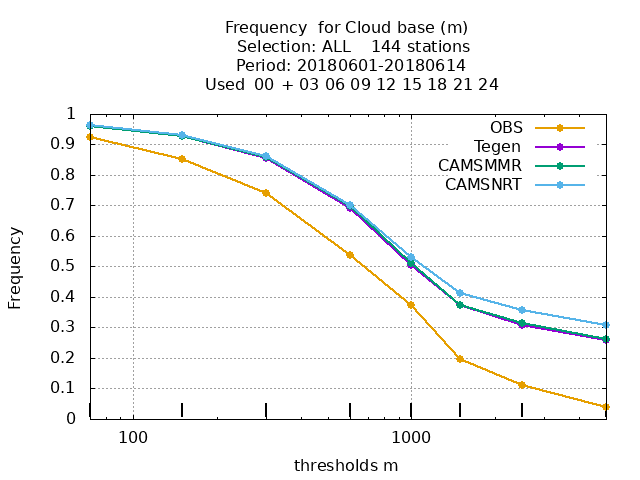 Frequency  for Cloud base (m)
Selection: ALL    144 stations
Period: 20180601-20180614
Used  00  + 03 06 09 12 15 18 21 24
OBS
Tegen
CAMSMMR
CAMSNRT
1
0.9
0.8
0.7
0.6
0.5
0.4
0.3
0.2
0.1
0
Frequency
100
1000
thresholds m